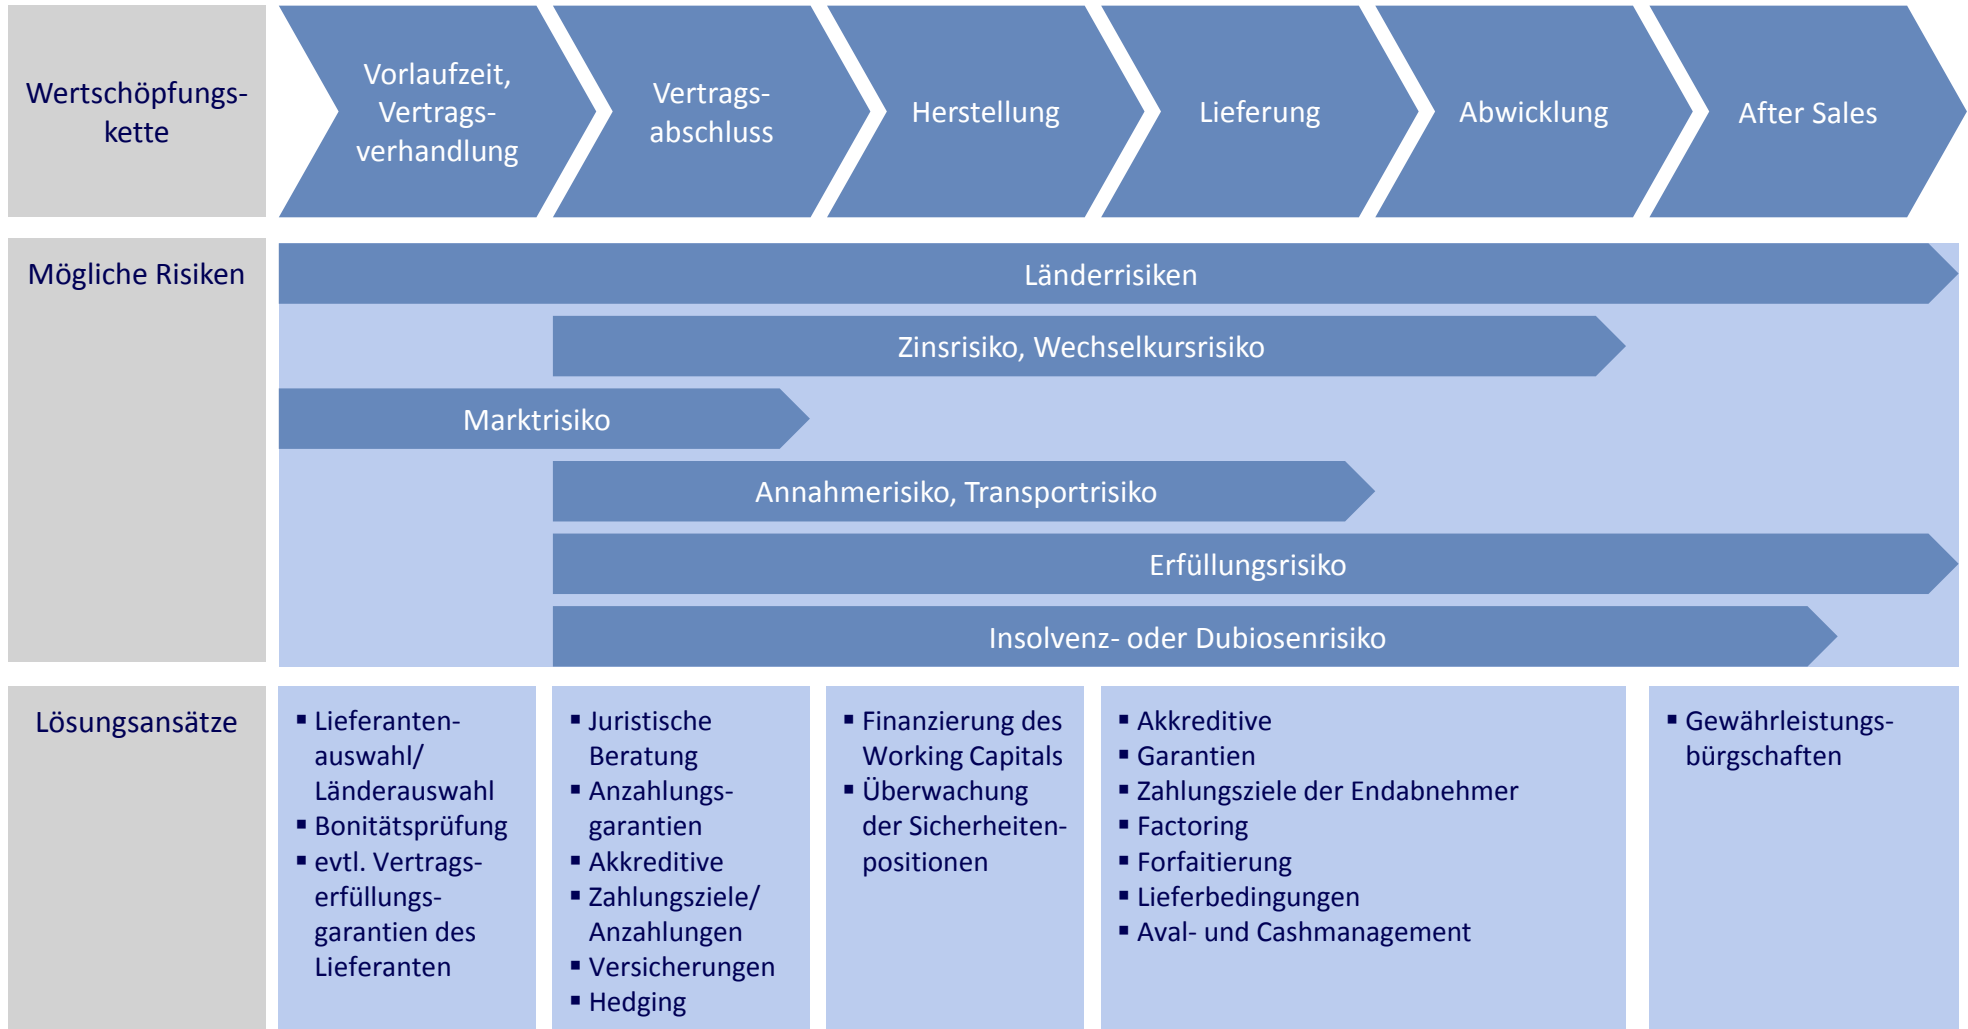 Wertschöpfungs-
kette
Vorlaufzeit,
Vertrags-
verhandlung
Vertrags-
abschluss
Herstellung
Lieferung
Abwicklung
After Sales
Mögliche Risiken
Länderrisiken
Zinsrisiko, Wechselkursrisiko
Marktrisiko
Annahmerisiko, Transportrisiko
Erfüllungsrisiko
Insolvenz- oder Dubiosenrisiko
Lösungsansätze
▪ Lieferanten-
auswahl/
Länderauswahl
▪ Bonitätsprüfung
▪ evtl. Vertrags-
erfüllungs-
garantien des
Lieferanten
▪ Juristische
Beratung
▪ Anzahlungs-
garantien
▪ Akkreditive
▪ Zahlungsziele/
Anzahlungen
▪ Versicherungen
▪ Hedging
▪ Finanzierung des
Working Capitals
▪ Überwachung
der Sicherheiten-
positionen
▪ Akkreditive
▪ Garantien
▪ Zahlungsziele der Endabnehmer
▪ Factoring
▪ Forfaitierung
▪ Lieferbedingungen
▪ Aval- und Cashmanagement
▪ Gewährleistungs-
bürgschaften